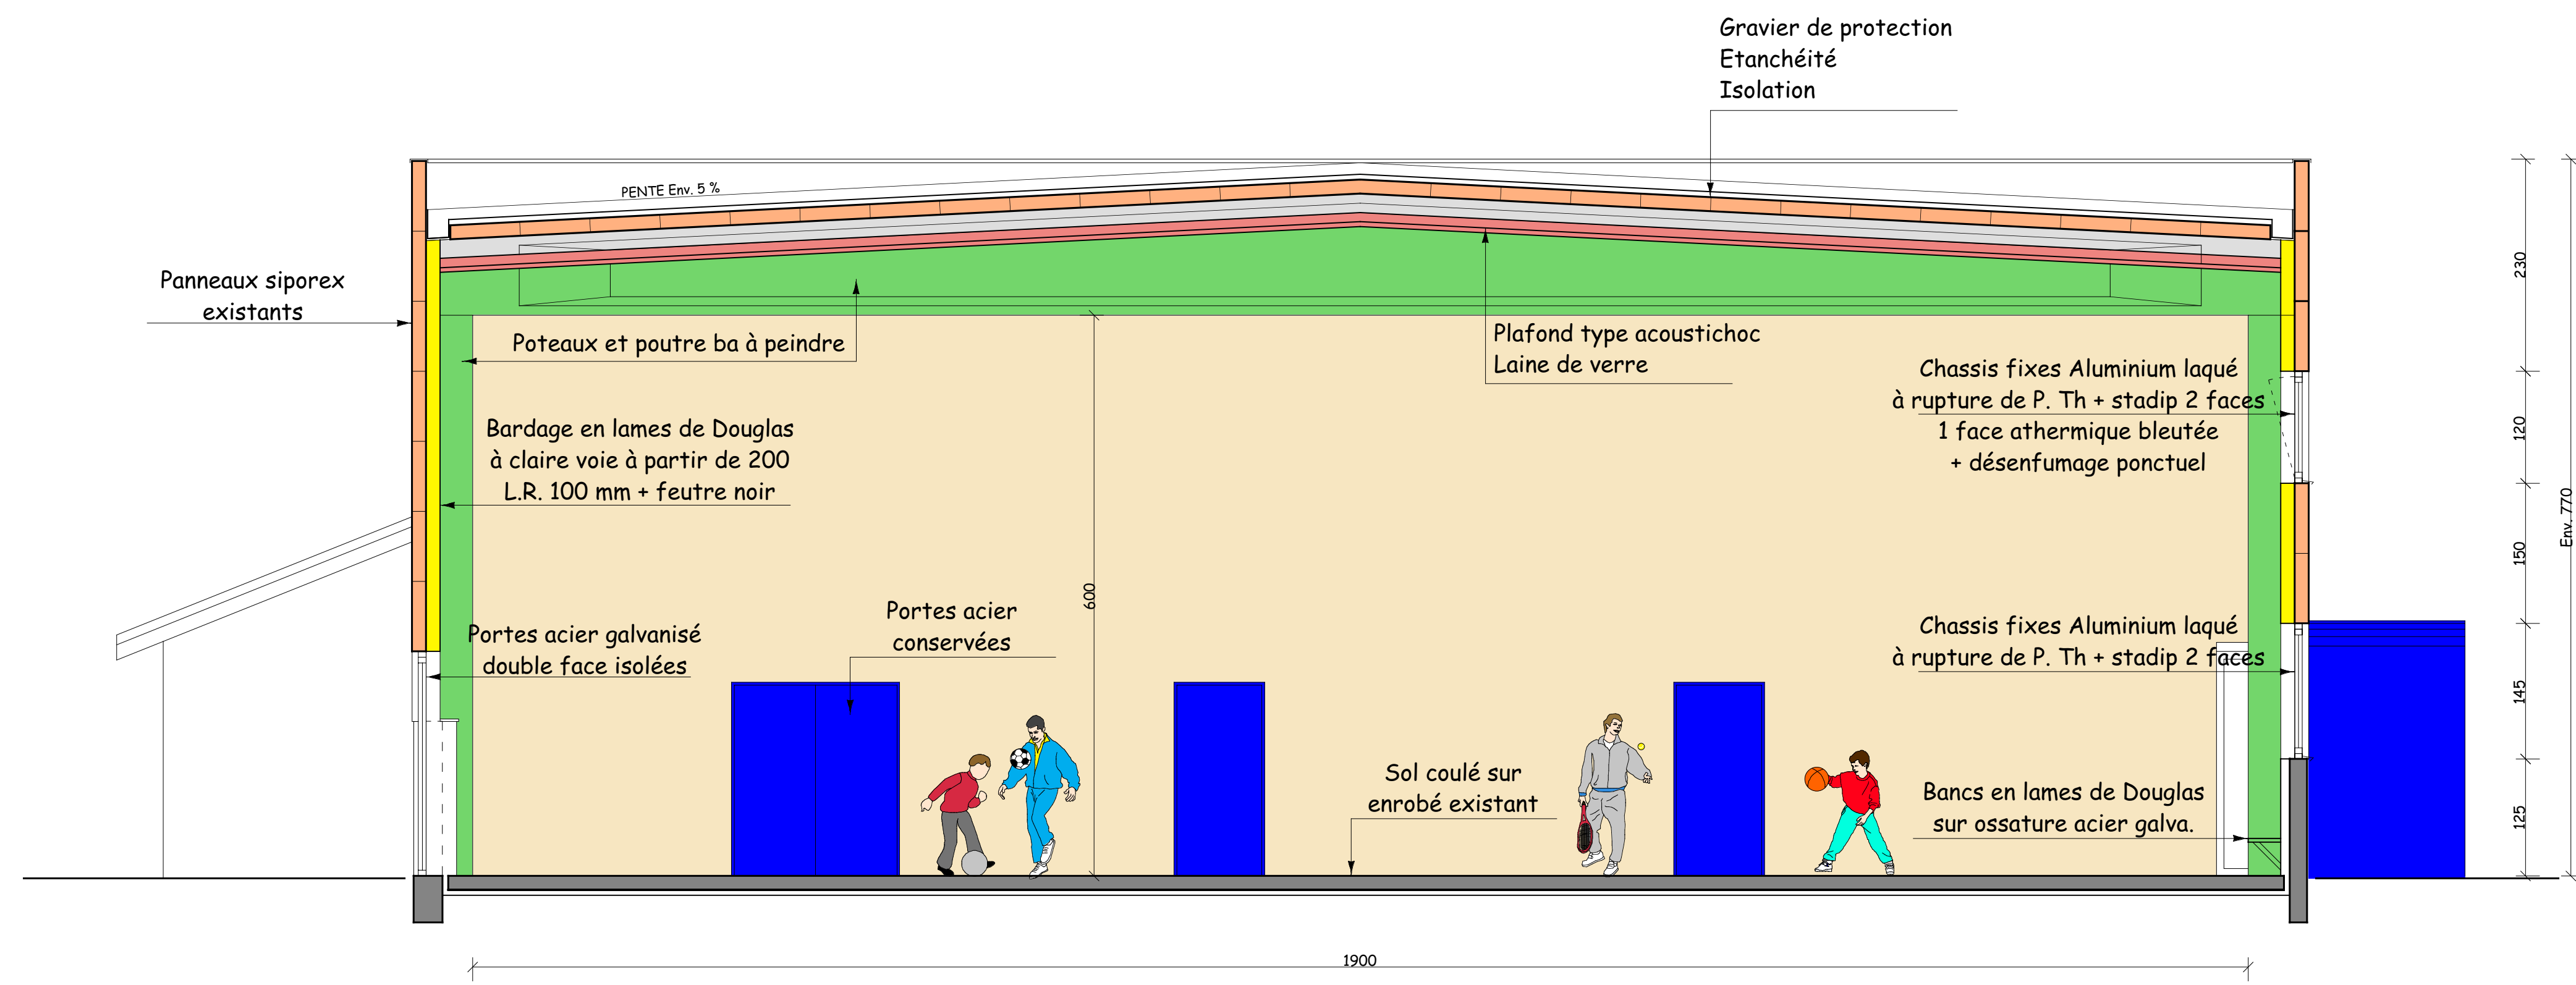 Gravier de protection
Etanchéité
Isolation
PENTE Env. 5 %
Panneaux siporex
existants
Poteaux et poutre ba à peindre
Plafond type acoustichoc
Laine de verre
Chassis fixes Aluminium laqué
à rupture de P. Th + stadip 2 faces
1 face athermique bleutée
+ désenfumage ponctuel
Bardage en lames de Douglas
à claire voie à partir de 200
L.R. 100 mm + feutre noir
Portes acier galvanisé
double face isolées
Portes acier
conservées
600
Chassis fixes Aluminium laqué
à rupture de P. Th + stadip 2 faces
Sol coulé sur
enrobé existant
Bancs en lames de Douglas
sur ossature acier galva.
230
120
150
145
125
Env. 770
1900